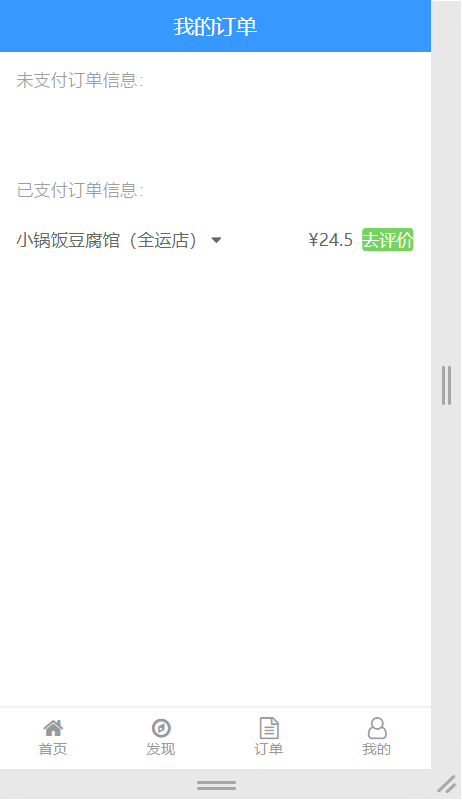 我的订单
未支付订单信息:
已支付订单信息:
小锅饭豆腐馆（全运店） ¥24.5 去评价
首页 发现 订单 我的